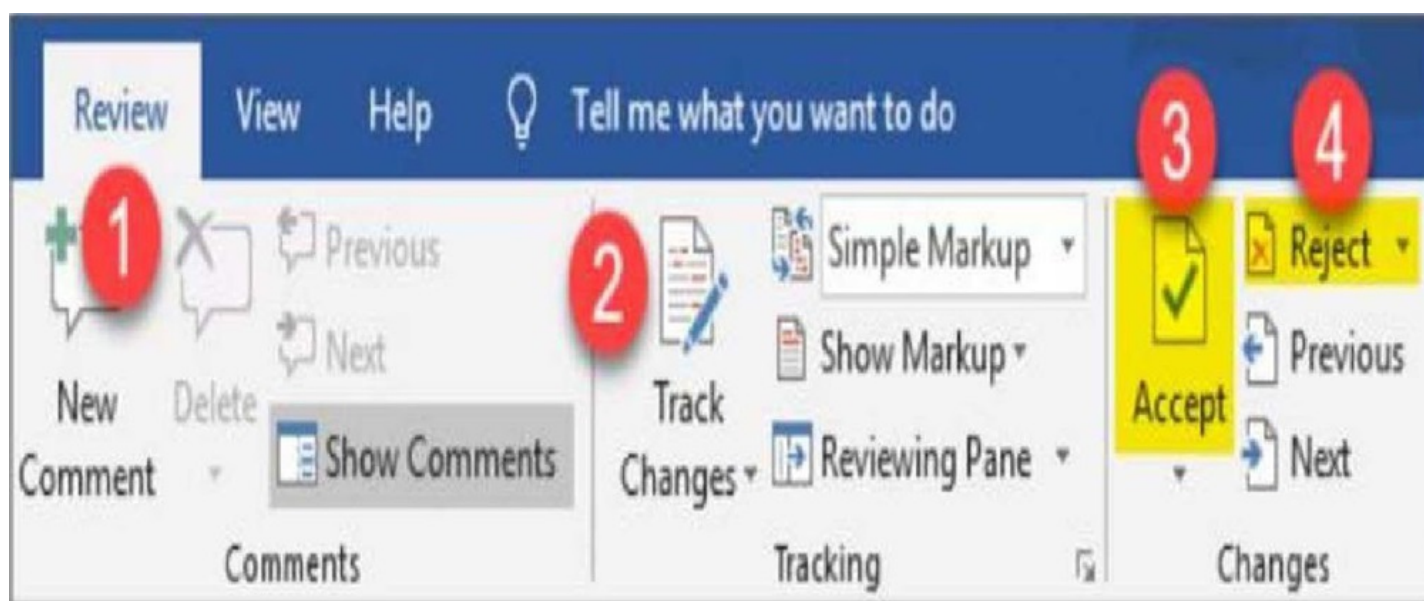 Review View Help Tell me what you want to do
1
2
3
4
New
Comment
Delete
Previous
Next
Show Comments
Comments
Track
Changes
Simple Markup
Show Markup
Reviewing Pane
Tracking
Accept
Reject
Previous
Next
Changes